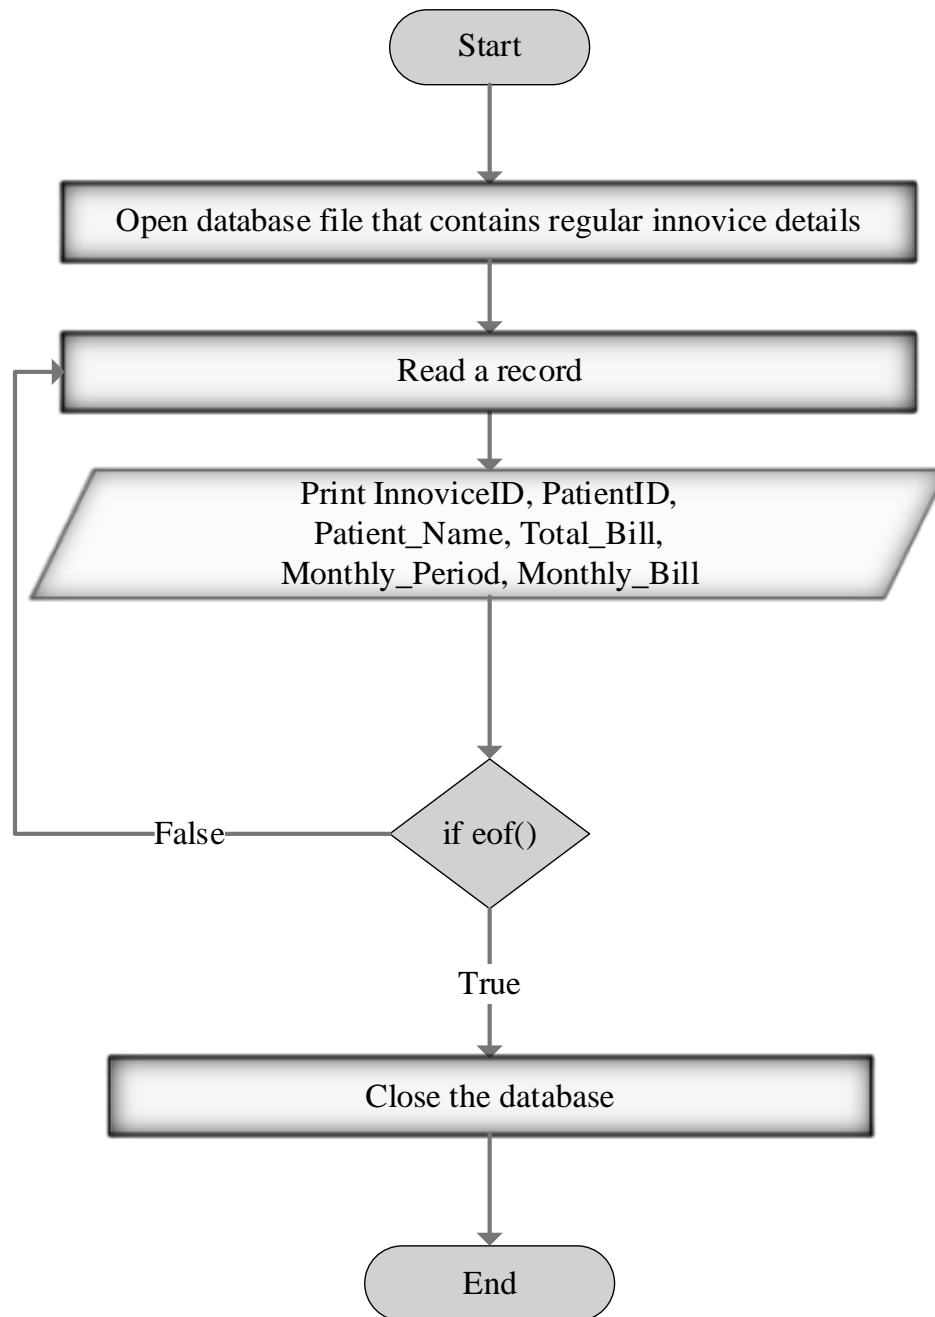 Start
Open database file that contains regular innovice details
Read a record
Print InnoviceID, PatientID,
Patient_Name, Total_Bill,
Monthly_Period, Monthly_Bill
if eof()
False
True
Close the database
End